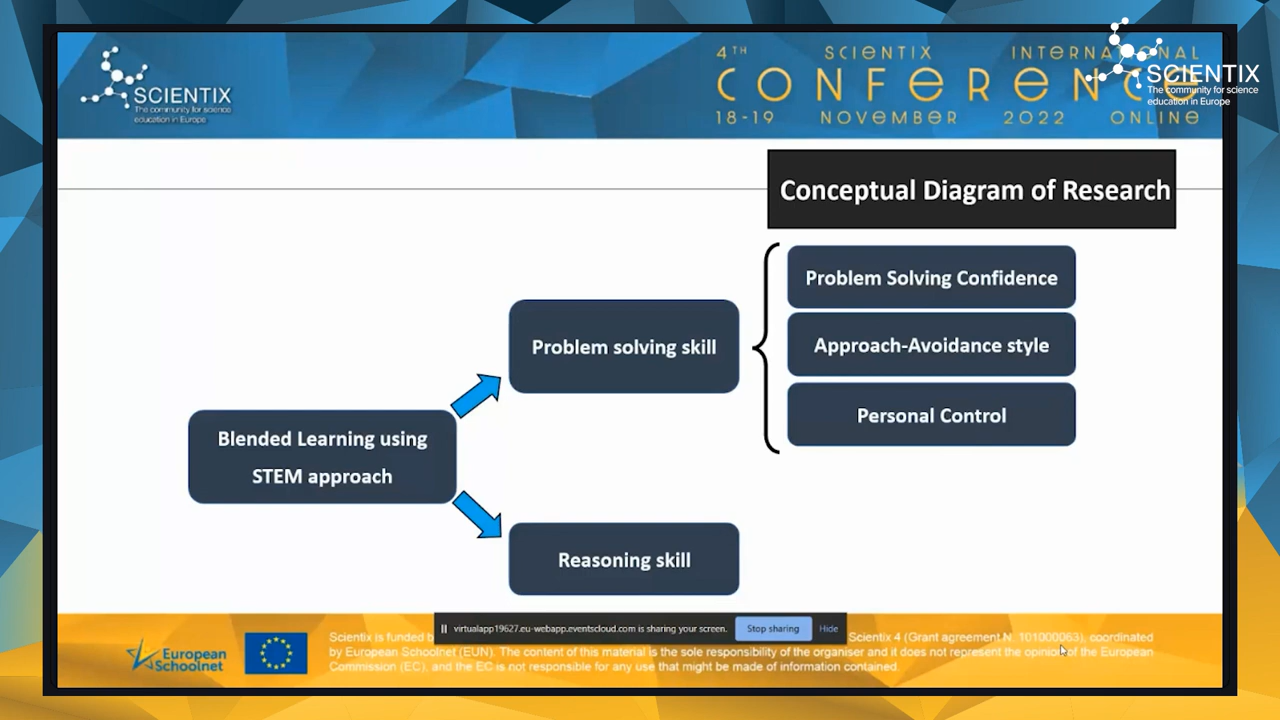 SCIENTIX
The community for science
education in Europe
4TH SCIENTIX INTERNATIONAL
CONFERENCE
18-19 NOVEMBER 2022 ONLINE
SCIENTIX
The community for science
education in Europe
Conceptual Diagram of Research
Problem Solving Confidence
Approach-Avoidance style
Personal Control
Problem solving skill
Blended Learning using
STEM approach
Reasoning skill
virtualapp19627.eu-webapp.eventscloud.com is sharing your screen.
Stop sharing
Hide
European
Schoolnet
Scientix is funded Scientix 4 (Grant agreement N. 101000063), coordinated
by European Schoolnet (EUN). The content of this material is the sole responsibility of the organiser and it does not represent the opinion of the European
Commission (EC), and the EC is not responsible for any use that might be made of information contained.